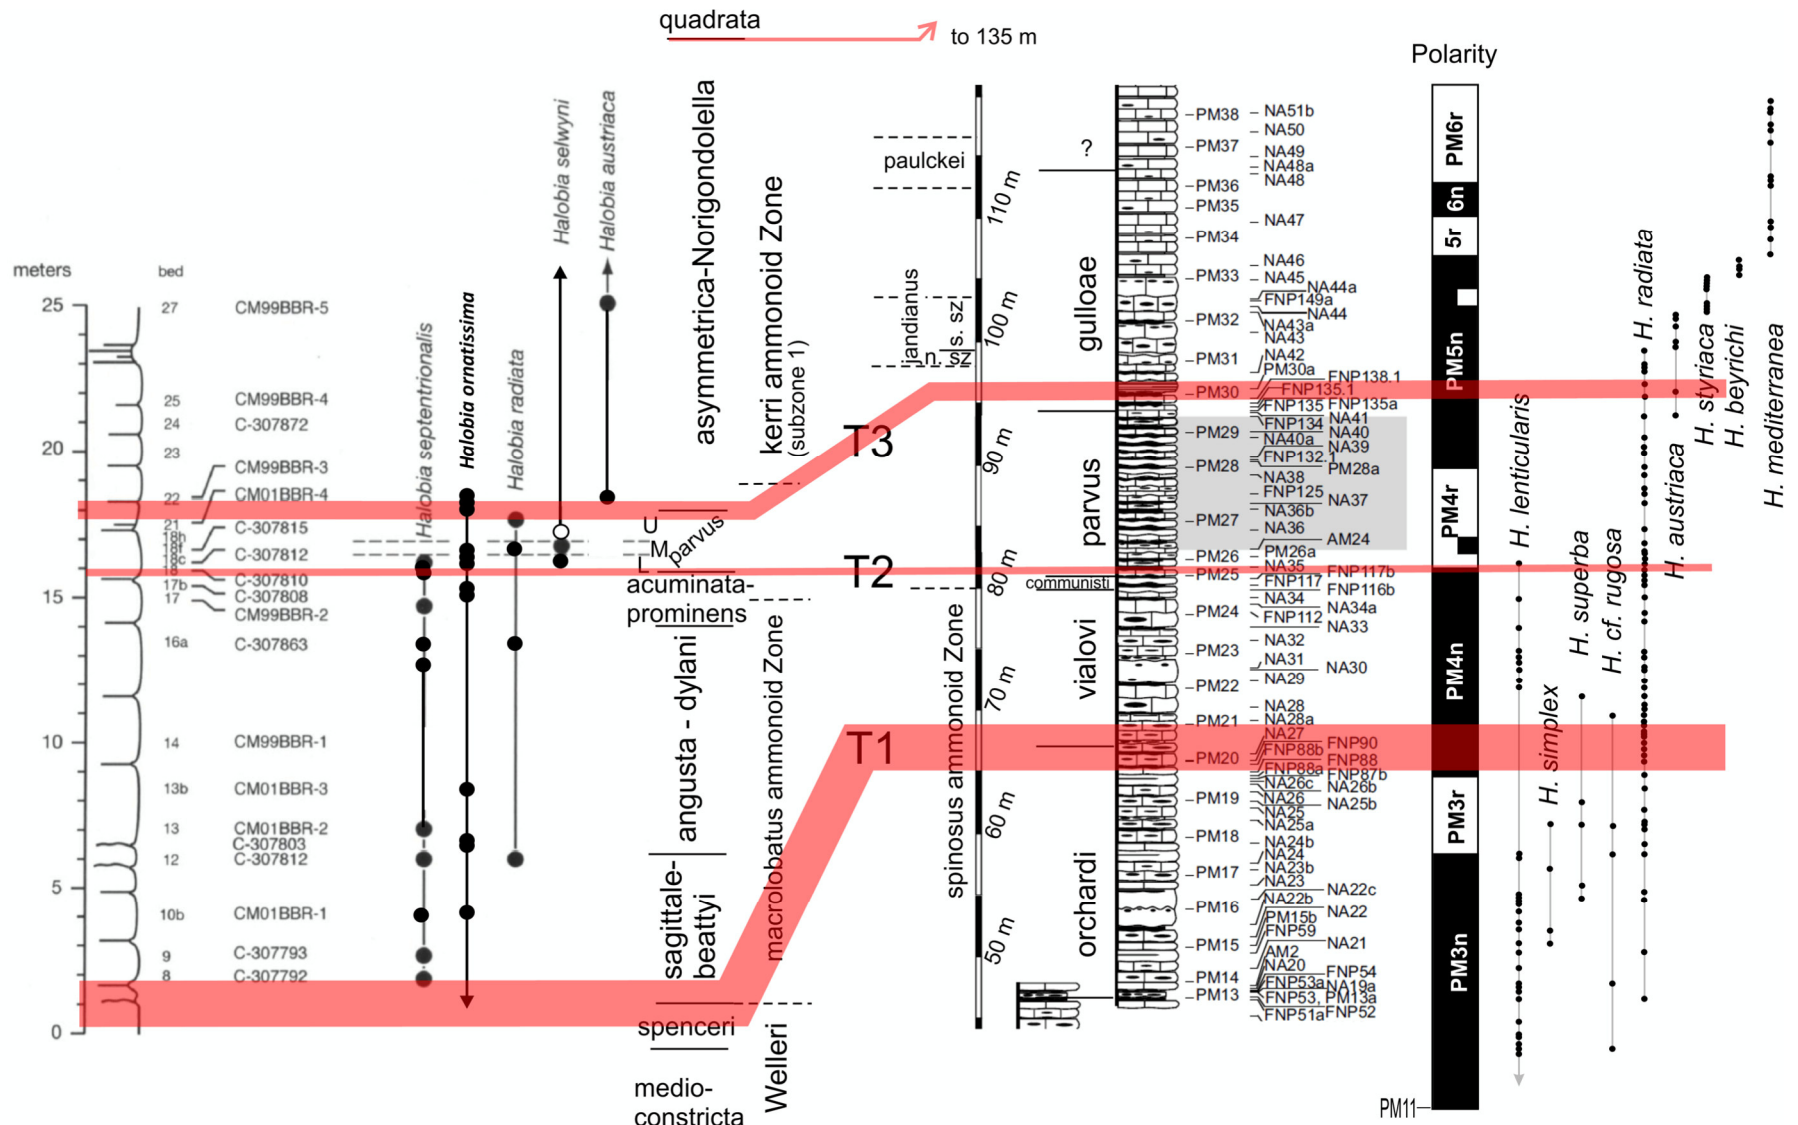 quadrata
to 135 m
Polarity
meters
bed
25
20
15
10
5
0
27
25
24
23
22
21
18h
18f
18c
18
17b
17
16a
14
13b
13
12
10b
9
8
CM99BBR-5
CM99BBR-4
C-307872
CM99BBR-3
CM01BBR-4
C-307815
C-307812
C-307810
C-307808
CM99BBR-2
C-307863
CM99BBR-1
CM01BBR-3
CM01BBR-2
C-307803
C-307812
CM01BBR-1
C-307793
C-307792
Halobia septentrionalis
Halobia ornatissima
Halobia radiata
Halobia selwyni
Halobia austriaca
asymmetrica-Norigondolella
kerri ammonoid Zone
(subzone 1)
U
M
L
parvus
acuminata-
prominens
angusta - dylani
sagittale-
beattyi
macrolobatus ammonoid Zone
spenceri
medio-
constricta
Welleri
T3
T2
T1
paulckei
jandianus
s. sz
n. sz
spinosus ammonoid Zone
110 m
100 m
90 m
80 m
70 m
60 m
50 m
?
gulloae
parvus
communisti
vialovi
orchardi
PM38
PM37
PM36
PM35
PM34
PM33
PM32
PM31
PM30
PM29
PM28
PM27
PM26
PM25
PM24
PM23
PM22
PM21
PM20
PM19
PM18
PM17
PM16
PM15
PM14
PM13
NA51b
NA50
NA49
NA48a
NA48
NA47
NA46
NA45
NA44a
FNP149a
NA44
NA43a
NA43
NA42
PM30a
FNP138.1
FNP135.1
FNP135 FNP135a
NA41
FNP134
NA40
NA40a
NA39
FNP132.1
PM28a
NA38
FNP125
NA37
NA36b
NA36
AM24
PM26a
NA35
FNP117b
FNP117
FNP116b
NA34
NA34a
FNP112
NA33
NA32
NA31
NA30
NA29
NA28
NA28a
NA27
FNP90
FNP88b
FNP88
FNP88a
FNP87b
NA26c
NA26b
NA26
NA25b
NA25
NA25a
NA24b
NA24
NA23b
NA23
NA22c
NA22b
NA22
PM15b
FNP59
NA21
AM2
NA20
FNP54
FNP53a
NA19a
FNP53, PM13a
FNP51a
FNP52
PM6r
6n
5r
PM5n
PM4r
PM4n
PM3r
PM3n
PM11
H. lenticularis
H. simplex
H. superba
H. cf. rugosa
H. radiata
H. austriaca
H. styriaca
H. beyrichi
H. mediterranea